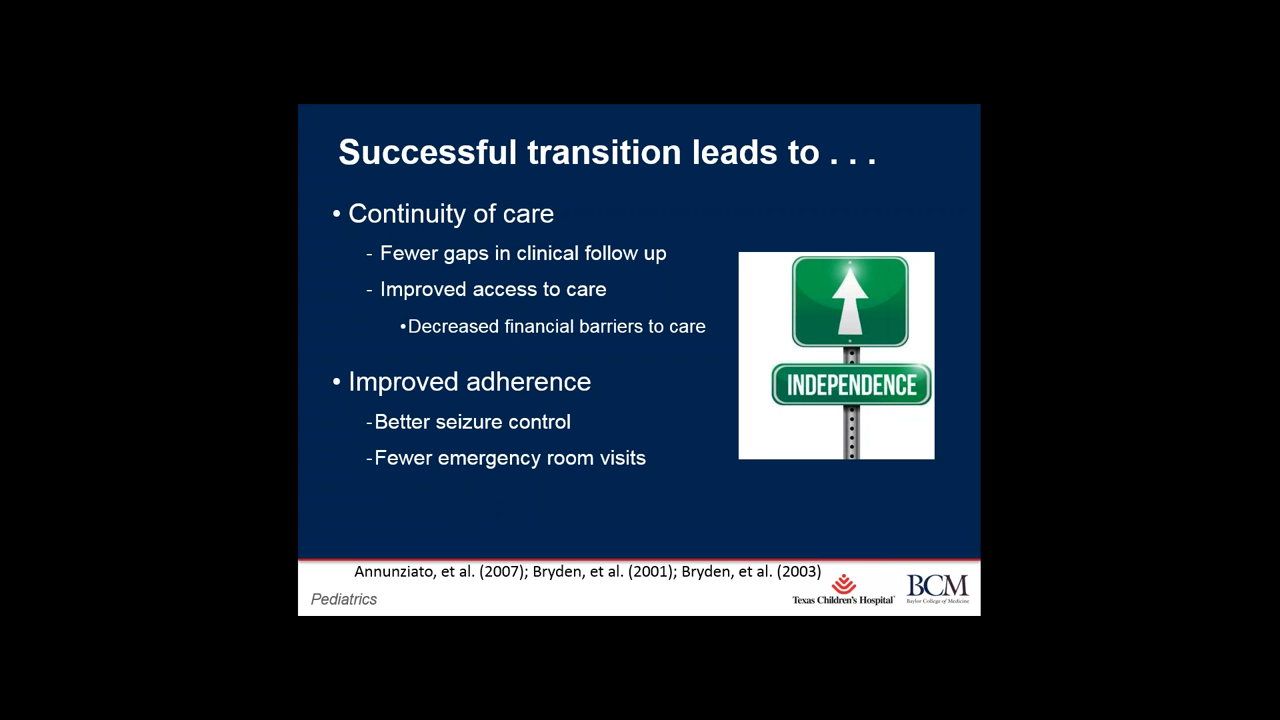 Successful transition leads to . . .
• Continuity of care
- Fewer gaps in clinical follow up
- Improved access to care
•Decreased financial barriers to care
• Improved adherence
-Better seizure control
-Fewer emergency room visits
INDEPENDENCE
Annunziato, et al. (2007); Bryden, et al. (2001); Bryden, et al. (2003)
Pediatrics
Texas Children's Hospital
BCM
Baylor College of Medicine